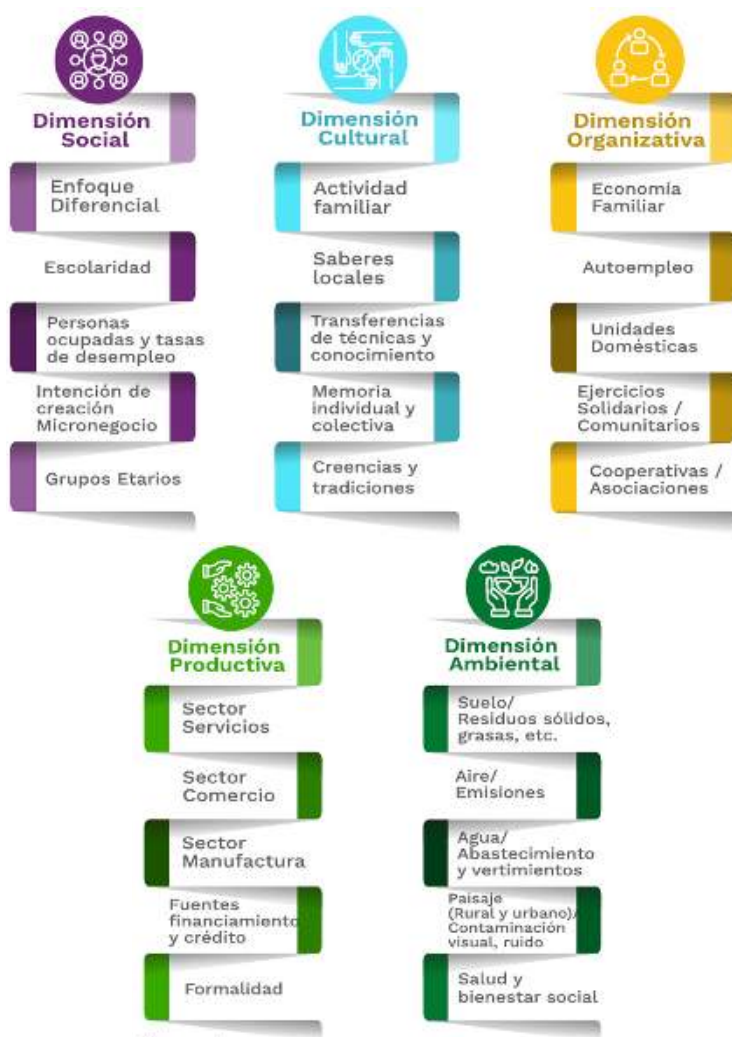 Dimensión
Social
Enfoque
Diferencial
Escolaridad
Personas
ocupadas y tasas
de desempleo
Intención de
creación
Micronegocio
Grupos Etarios
Dimensión
Cultural
Actividad
familiar
Saberes
locales
Transferencias
de técnicas y
conocimiento
Memoria
individual y
colectiva
Creencias y
tradiciones
Dimensión
Organizativa
Economía
Familiar
Autoempleo
Unidades
Domésticas
Ejercicios
Solidarios /
Comunitarios
Cooperativas /
Asociaciones
Dimensión
Productiva
Sector
Servicios
Sector
Comercio
Sector
Manufactura
Fuentes
financiamiento
y crédito
Formalidad
Dimensión
Ambiental
Suelo/
Residuos sólidos,
grasas, etc.
Aire/
Emisiones
Agua/
Abastecimiento
y vertimientos
Paisaje
(Rural y urbano)/
Contaminación
visual, ruido
Salud y
bienestar social